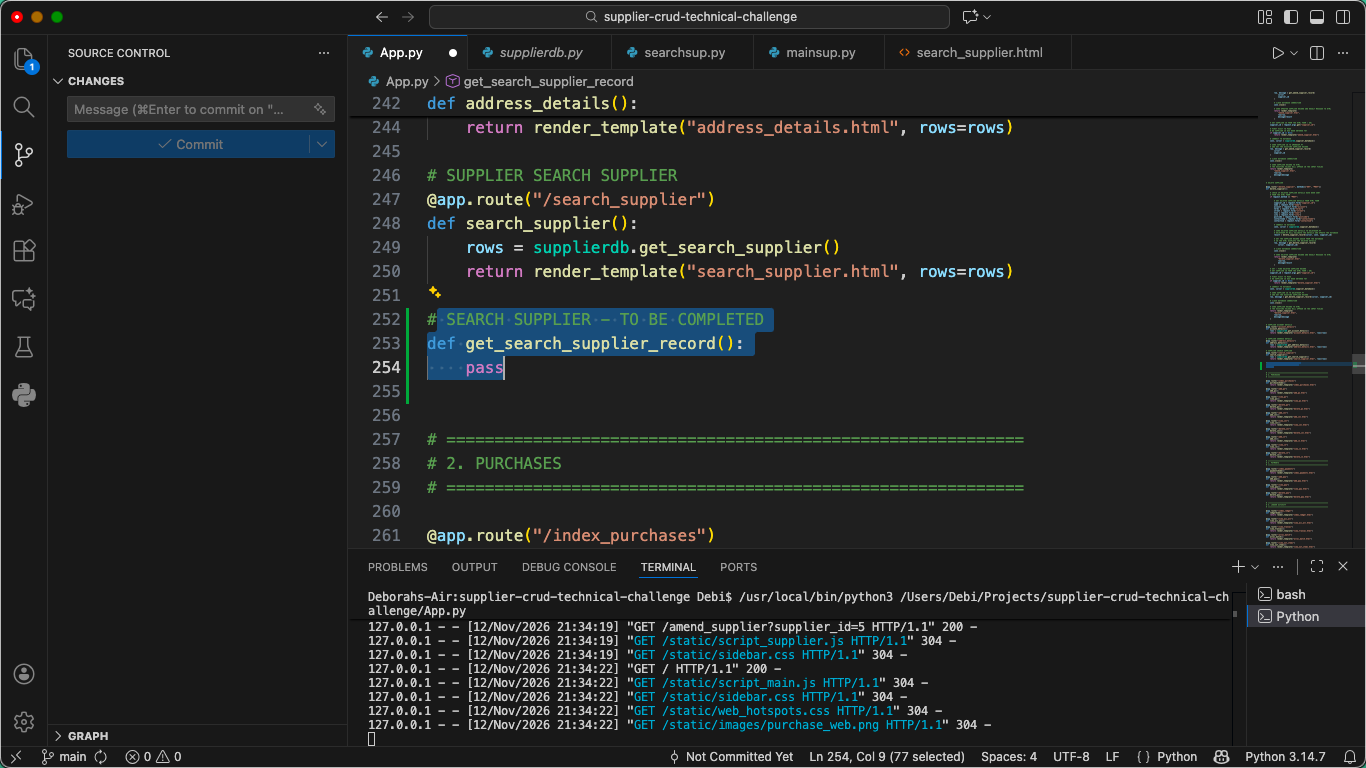 supplier-crud-technical-challenge
1
SOURCE CONTROL
CHANGES
Message (⌘Enter to commit on "...
Commit
GRAPH
App.py
supplierdb.py
searchsup.py
mainsup.py
search_supplier.html
App.py > get_search_supplier_record
242 def address_details():
244     return render_template("address_details.html", rows=rows)
245
246 # SUPPLIER SEARCH SUPPLIER
247 @app.route("/search_supplier")
248 def search_supplier():
249     rows = supplierdb.get_search_supplier()
250     return render_template("search_supplier.html", rows=rows)
251
252 # SEARCH SUPPLIER – TO BE COMPLETED
253 def get_search_supplier_record():
254     pass
255
256
257 # ============================================================
258 # 2. PURCHASES
259 # ============================================================
260
261 @app.route("/index_purchases")
PROBLEMS OUTPUT DEBUG CONSOLE TERMINAL PORTS
Deborahs-Air:supplier-crud-technical-challenge Debi$ /usr/local/bin/python3 /Users/Debi/Projects/supplier-crud-technical-ch
allenge/App.py
127.0.0.1 - - [12/Nov/2026 21:34:19] "GET /amend_supplier?supplier_id=5 HTTP/1.1" 200 -
127.0.0.1 - - [12/Nov/2026 21:34:19] "GET /static/script_supplier.js HTTP/1.1" 304 -
127.0.0.1 - - [12/Nov/2026 21:34:19] "GET /static/sidebar.css HTTP/1.1" 304 -
127.0.0.1 - - [12/Nov/2026 21:34:22] "GET / HTTP/1.1" 200 -
127.0.0.1 - - [12/Nov/2026 21:34:22] "GET /static/script_main.js HTTP/1.1" 304 -
127.0.0.1 - - [12/Nov/2026 21:34:22] "GET /static/sidebar.css HTTP/1.1" 304 -
127.0.0.1 - - [12/Nov/2026 21:34:22] "GET /static/web_hotspots.css HTTP/1.1" 304 -
127.0.0.1 - - [12/Nov/2026 21:34:22] "GET /static/images/purchase_web.png HTTP/1.1" 304 -
bash
Python
main 0 0 Not Committed Yet Ln 254, Col 9 (77 selected) Spaces: 4 UTF-8 LF { } Python Python 3.14.7